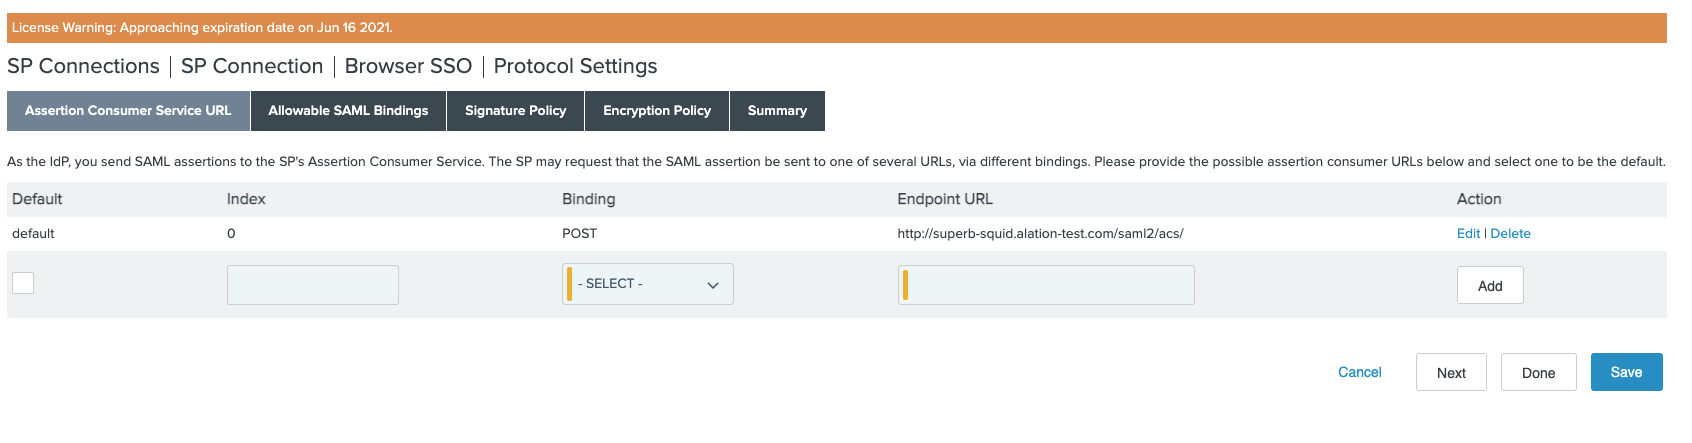 License Warning: Approaching expiration date on Jun 16 2021.
SP Connections | SP Connection | Browser SSO | Protocol Settings
Assertion Consumer Service URL Allowable SAML Bindings Signature Policy Encryption Policy Summary
As the IdP, you send SAML assertions to the SP's Assertion Consumer Service. The SP may request that the SAML assertion be sent to one of several URLs, via different bindings. Please provide the possible assertion consumer URLs below and select one to be the default.
Default Index Binding Endpoint URL Action
default 0 POST http://superb-squid.alation-test.com/saml2/acs/ Edit | Delete
- SELECT - Add
Cancel Next Done Save